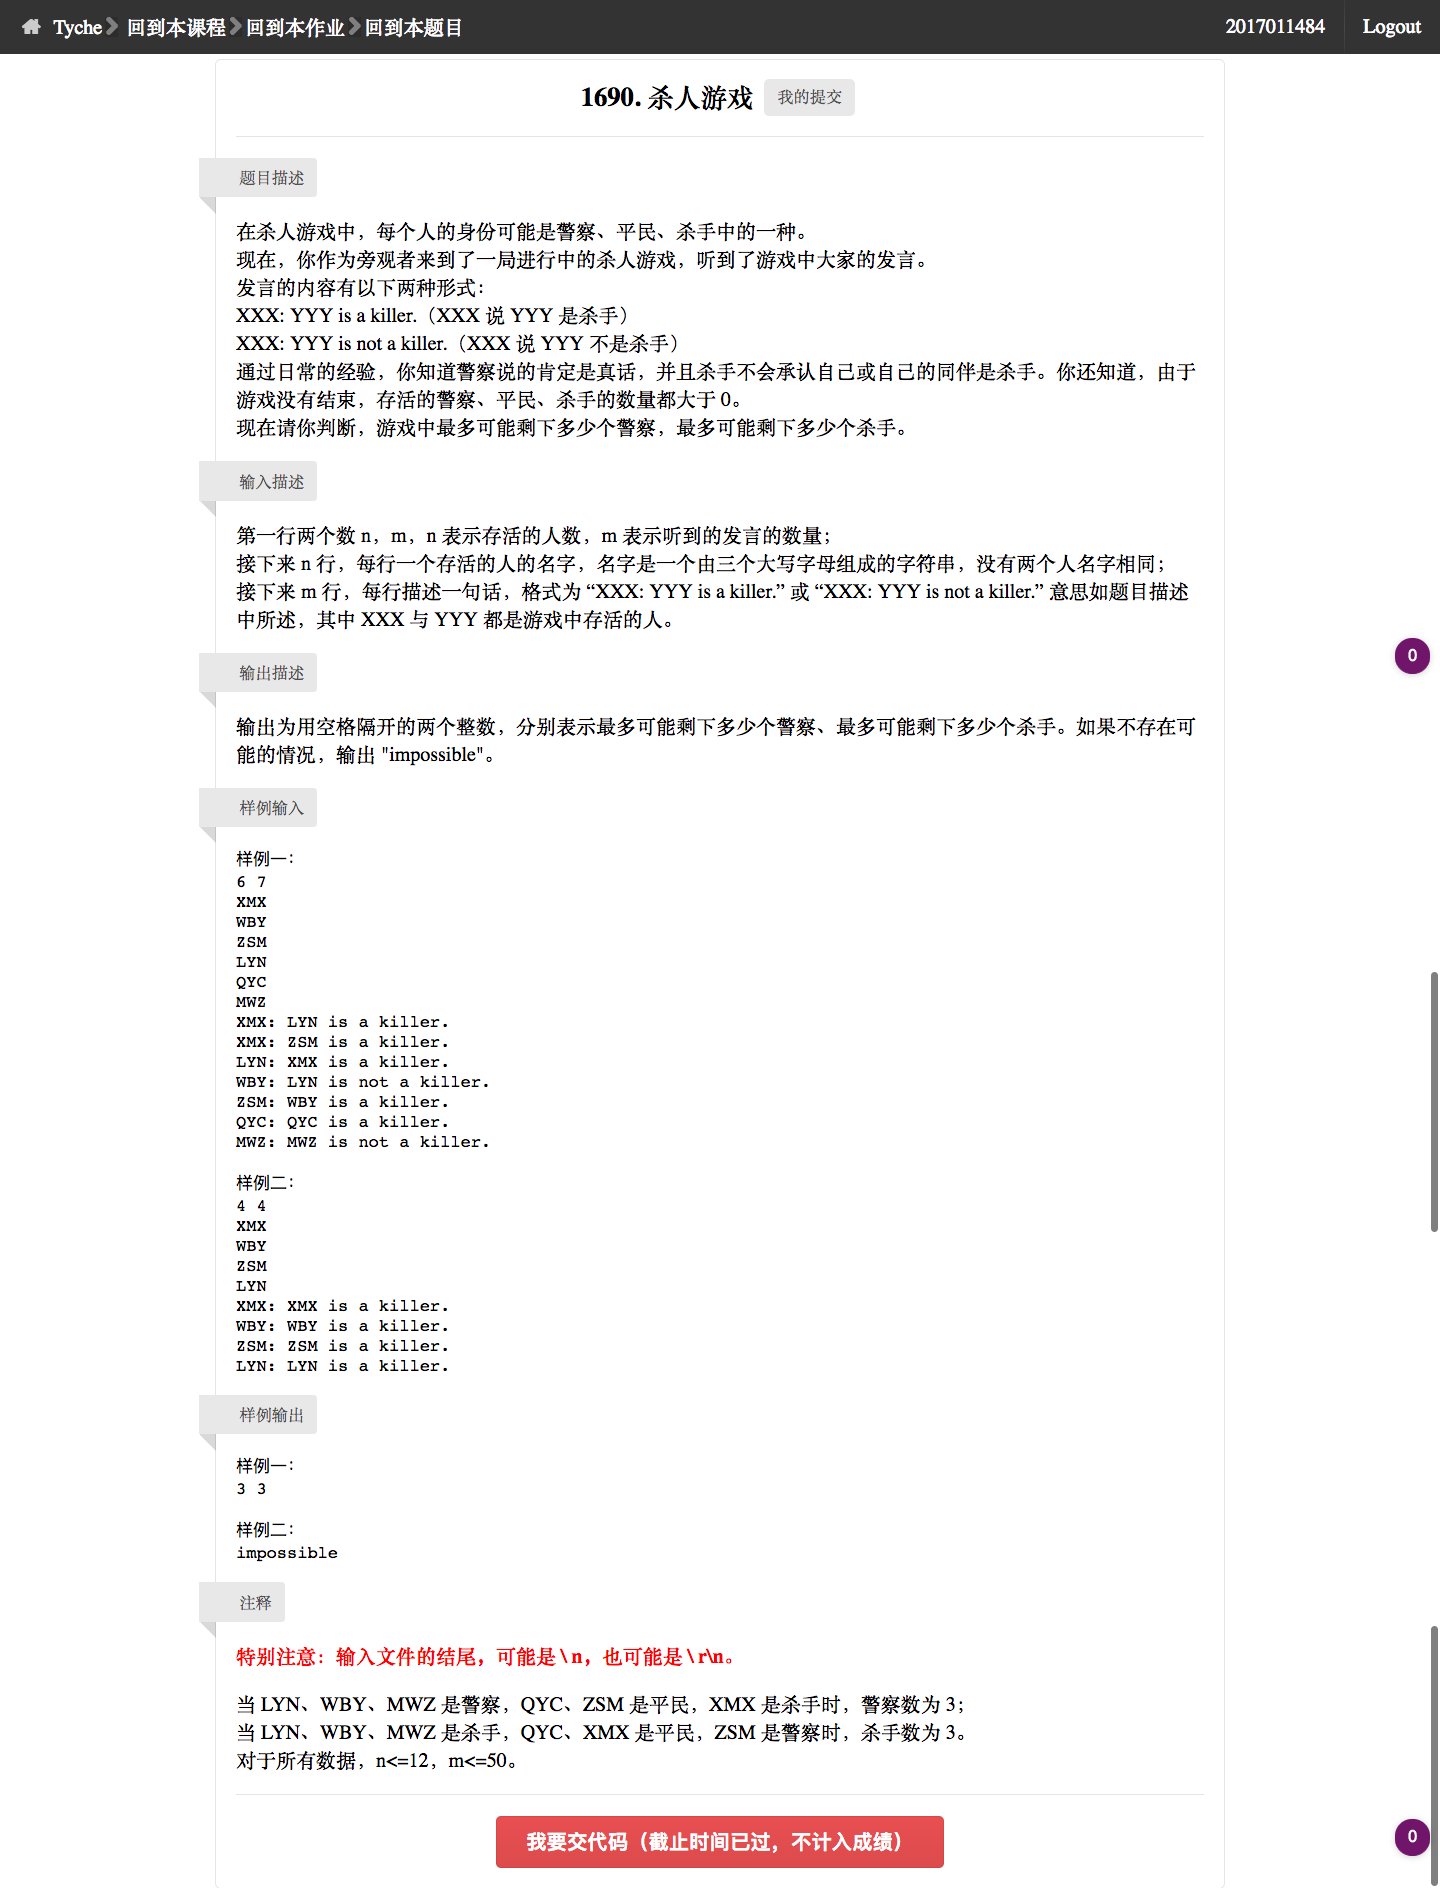 Tyche 回到本课程 回到本作业 回到本题目 2017011484 Logout
1690. 杀人游戏 我的提交
题目描述
在杀人游戏中，每个人的身份可能是警察、平民、杀手中的一种。
现在，你作为旁观者来到了一局进行中的杀人游戏，听到了游戏中大家的发言。
发言的内容有以下两种形式：
XXX: YYY is a killer.（XXX 说 YYY 是杀手）
XXX: YYY is not a killer.（XXX 说 YYY 不是杀手）
通过日常的经验，你知道警察说的肯定是真话，并且杀手不会承认自己或自己的同伴是杀手。你还知道，由于
游戏没有结束，存活的警察、平民、杀手的数量都大于 0。
现在请你判断，游戏中最多可能剩下多少个警察，最多可能剩下多少个杀手。
输入描述
第一行两个数 n，m，n 表示存活的人数，m 表示听到的发言的数量；
接下来 n 行，每行一个存活的人的名字，名字是一个由三个大写字母组成的字符串，没有两个人名字相同；
接下来 m 行，每行描述一句话，格式为 “XXX: YYY is a killer.” 或 “XXX: YYY is not a killer.” 意思如题目描述
中所述，其中 XXX 与 YYY 都是游戏中存活的人。
0
输出描述
输出为用空格隔开的两个整数，分别表示最多可能剩下多少个警察、最多可能剩下多少个杀手。如果不存在可
能的情况，输出 "impossible"。
样例输入
样例一：
6 7
XMX
WBY
ZSM
LYN
QYC
MWZ
XMX: LYN is a killer.
XMX: ZSM is a killer.
LYN: XMX is a killer.
WBY: LYN is not a killer.
ZSM: WBY is a killer.
QYC: QYC is a killer.
MWZ: MWZ is not a killer.
样例二：
4 4
XMX
WBY
ZSM
LYN
XMX: XMX is a killer.
WBY: WBY is a killer.
ZSM: ZSM is a killer.
LYN: LYN is a killer.
样例输出
样例一：
3 3
样例二：
impossible
注释
特别注意：输入文件的结尾，可能是 \ n，也可能是 \ r\n。
当 LYN、WBY、MWZ 是警察，QYC、ZSM 是平民，XMX 是杀手时，警察数为 3；
当 LYN、WBY、MWZ 是杀手，QYC、XMX 是平民，ZSM 是警察时，杀手数为 3。
对于所有数据，n<=12，m<=50。
我要交代码（截止时间已过，不计入成绩）
0